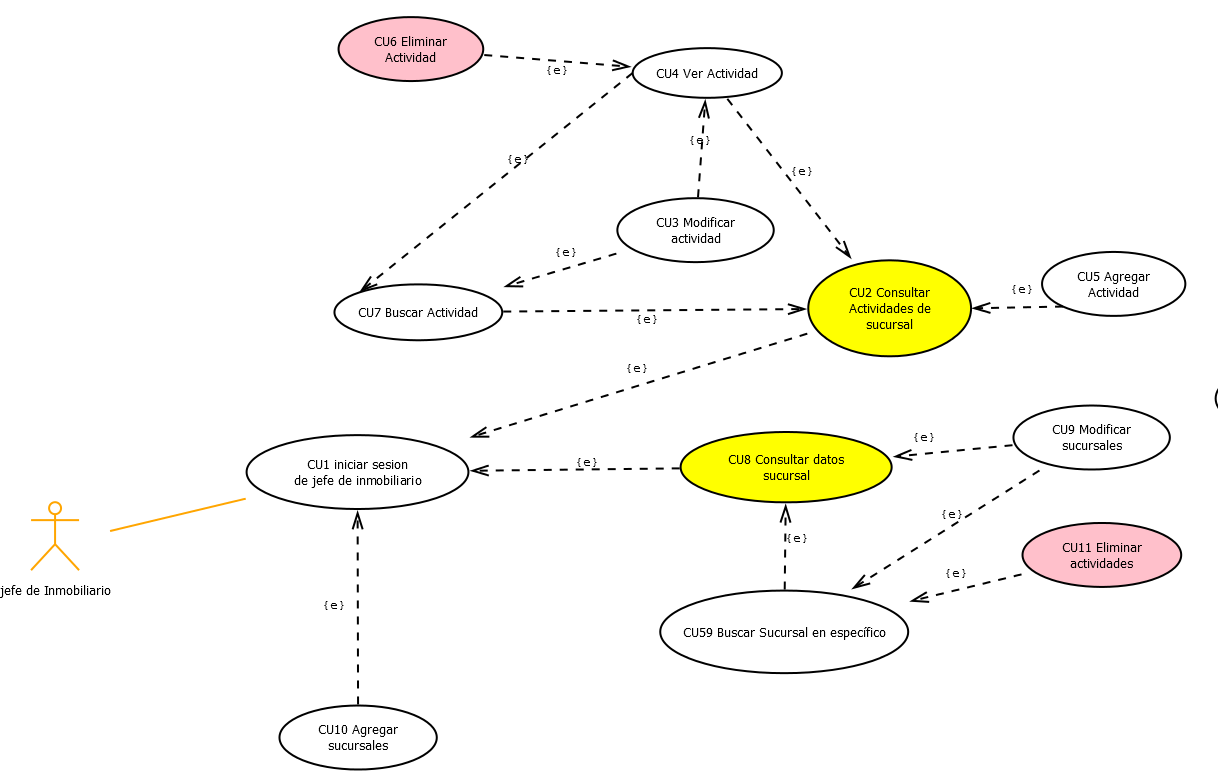 CU6 Eliminar
Actividad
{e}
CU4 Ver Actividad
{e}
{e}
{e}
CU3 Modificar
actividad
{e}
CU7 Buscar Actividad
{e}
CU2 Consultar
Actividades de
sucursal
{e}
CU5 Agregar
Actividad
{e}
CU1 iniciar sesion
de jefe de inmobiliario
{e}
CU8 Consultar datos
sucursal
{e}
CU9 Modificar
sucursales
{e}
{e}
CU11 Eliminar
actividades
{e}
jefe de Inmobiliario
{e}
CU59 Buscar Sucursal en específico
CU10 Agregar
sucursales